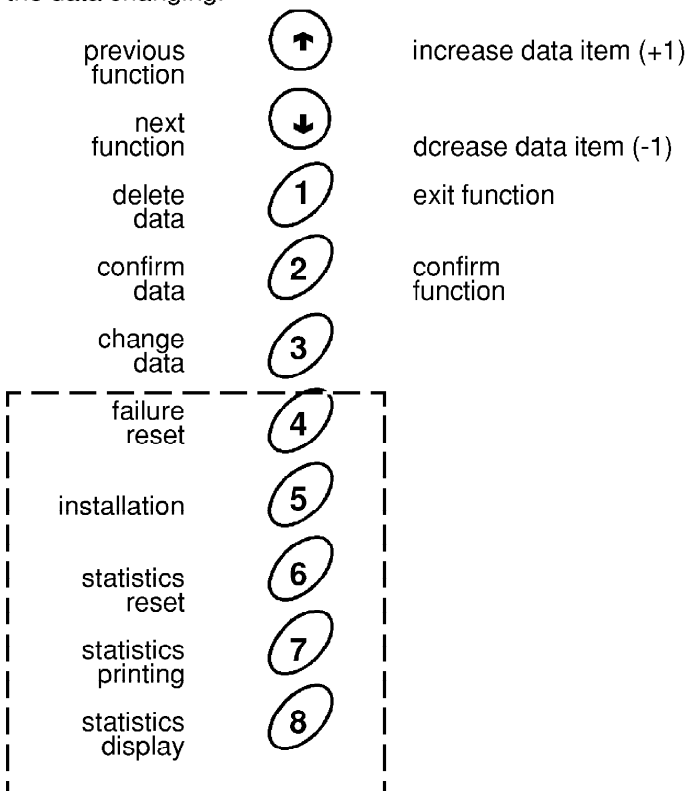 the data changing.
previous
function
↑
increase data item (+1)
next
function
↓
dcrease data item (-1)
delete
data
1
exit function
confirm
data
2
confirm
function
change
data
3
failure
reset
4
installation
5
statistics
reset
6
statistics
printing
7
statistics
display
8